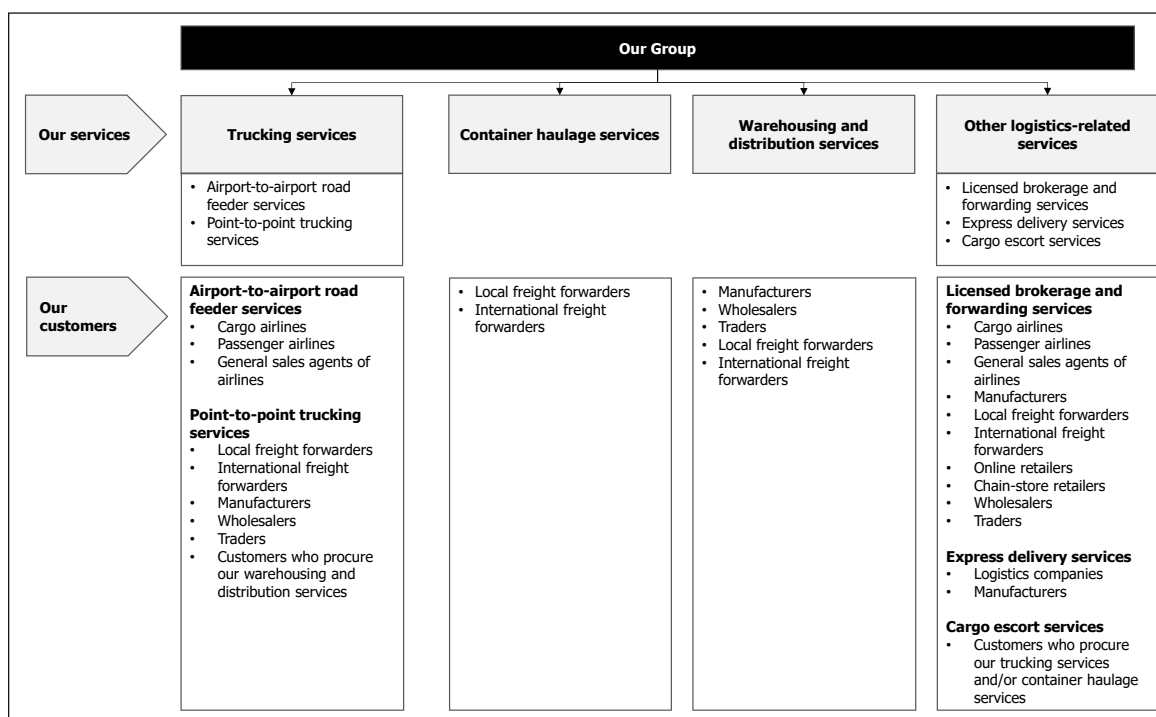 Our Group
Our services
Trucking services
Container haulage services
Warehousing and
distribution services
Other logistics-related
services
• Airport-to-airport road
feeder services
• Point-to-point trucking
services
• Licensed brokerage and
forwarding services
• Express delivery services
• Cargo escort services
Our
customers
Airport-to-airport road
feeder services
• Cargo airlines
• Passenger airlines
• General sales agents of
airlines
Point-to-point trucking
services
• Local freight forwarders
• International freight
forwarders
• Manufacturers
• Wholesalers
• Traders
• Customers who procure
our warehousing and
distribution services
• Local freight forwarders
• International freight
forwarders
• Manufacturers
• Wholesalers
• Traders
• Local freight forwarders
• International freight
forwarders
Licensed brokerage and
forwarding services
• Cargo airlines
• Passenger airlines
• General sales agents of
airlines
• Manufacturers
• Local freight forwarders
• International freight
forwarders
• Online retailers
• Chain-store retailers
• Wholesalers
• Traders
Express delivery services
• Logistics companies
• Manufacturers
Cargo escort services
• Customers who procure
our trucking services
and/or container haulage
services